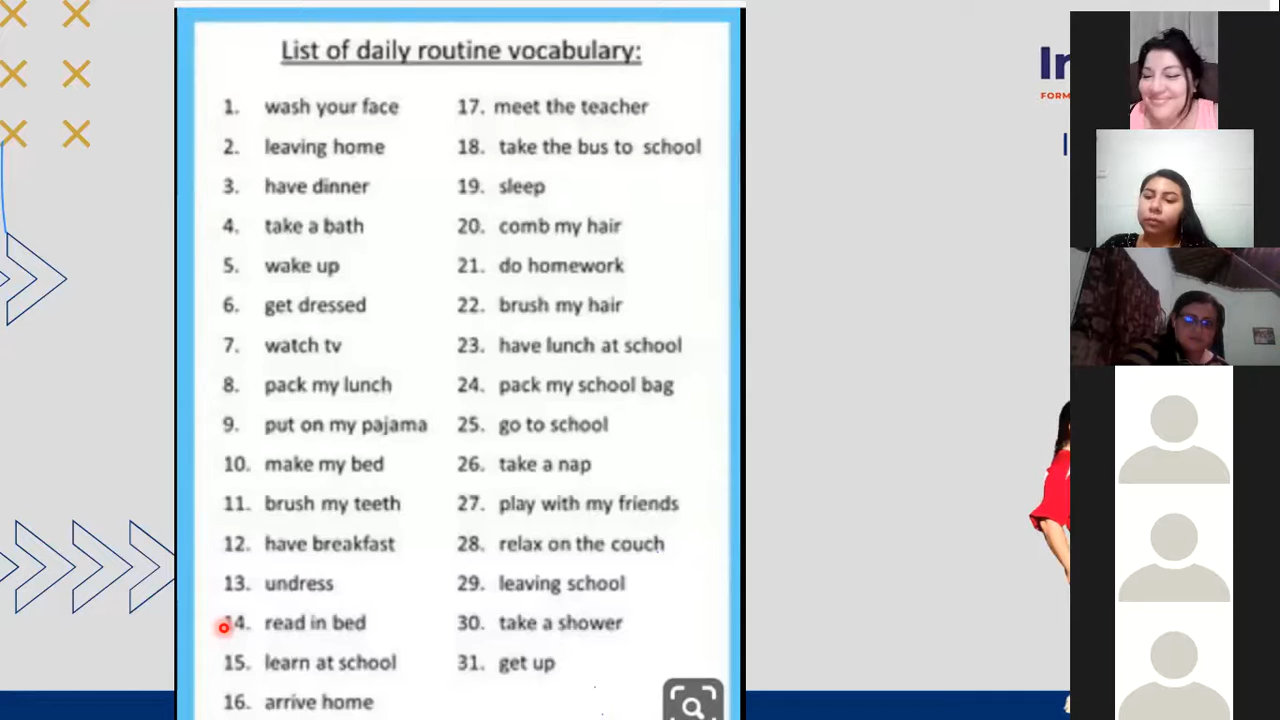 List of daily routine vocabulary:
1. wash your face
2. leaving home
3. have dinner
4. take a bath
5. wake up
6. get dressed
7. watch tv
8. pack my lunch
9. put on my pajama
10. make my bed
11. brush my teeth
12. have breakfast
13. undress
14. read in bed
15. learn at school
16. arrive home
17. meet the teacher
18. take the bus to school
19. sleep
20. comb my hair
21. do homework
22. brush my hair
23. have lunch at school
24. pack my school bag
25. go to school
26. take a nap
27. play with my friends
28. relax on the couch
29. leaving school
30. take a shower
31. get up
In
FORM